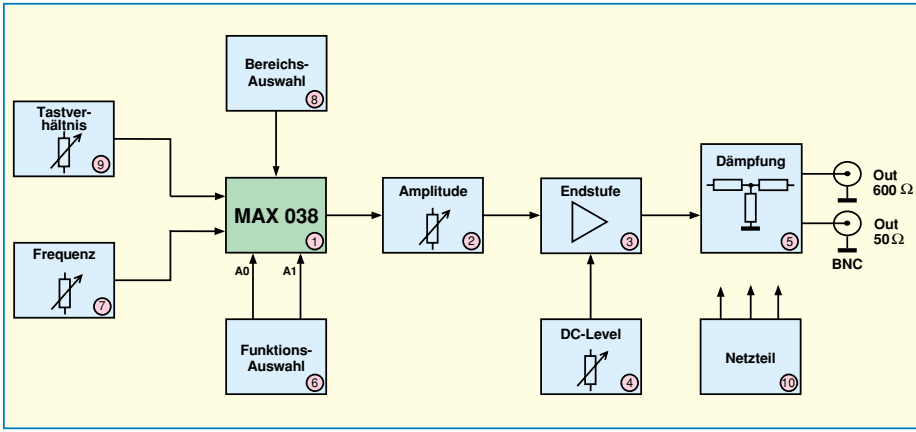 Bereichs-
Auswahl
8
Tastver-
hältnis
9
MAX 038
1
Amplitude
2
Endstufe
3
Dämpfung
5
Out
600 Ω
Out
50 Ω
BNC
Frequenz
7
A0
A1
Funktions-
Auswahl
6
DC-Level
4
Netzteil
10